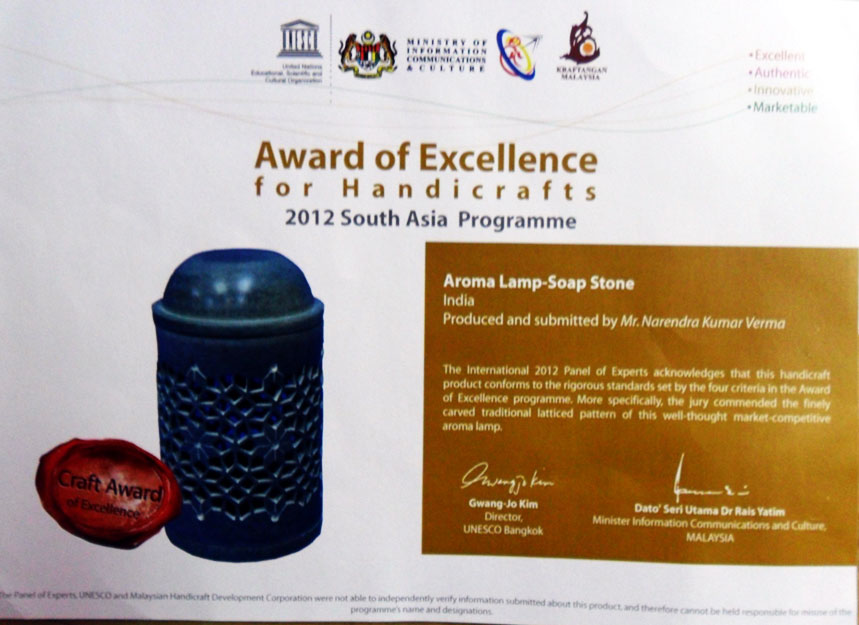 United Nations
Educational, Scientific and
Cultural Organization
MINISTRY OF
INFORMATION
COMMUNICATIONS
& CULTURE
KRAFTANGAN
MALAYSIA
• Excellent
• Authentic
• Innovative
• Marketable
Award of Excellence
for Handicrafts
2012 South Asia Programme
Aroma Lamp-Soap Stone
India
Produced and submitted by Mr. Narendra Kumar Verma
The International 2012 Panel of Experts acknowledges that this handicraft
product conforms to the rigorous standards set by the four criteria in the Award
of Excellence programme. More specifically, the jury commended the finely
carved traditional latticed pattern of this well-thought market-competitive
aroma lamp.
Craft Award
of Excellence
Gwang-Jo Kim
Director,
UNESCO Bangkok
Dato' Seri Utama Dr Rais Yatim
Minister Information Communications and Culture,
MALAYSIA
The Panel of Experts, UNESCO and Malaysian Handicraft Development Corporation were not able to independently verify information submitted about this product, and therefore cannot be held responsible for misuse of the
programme's name and designations.